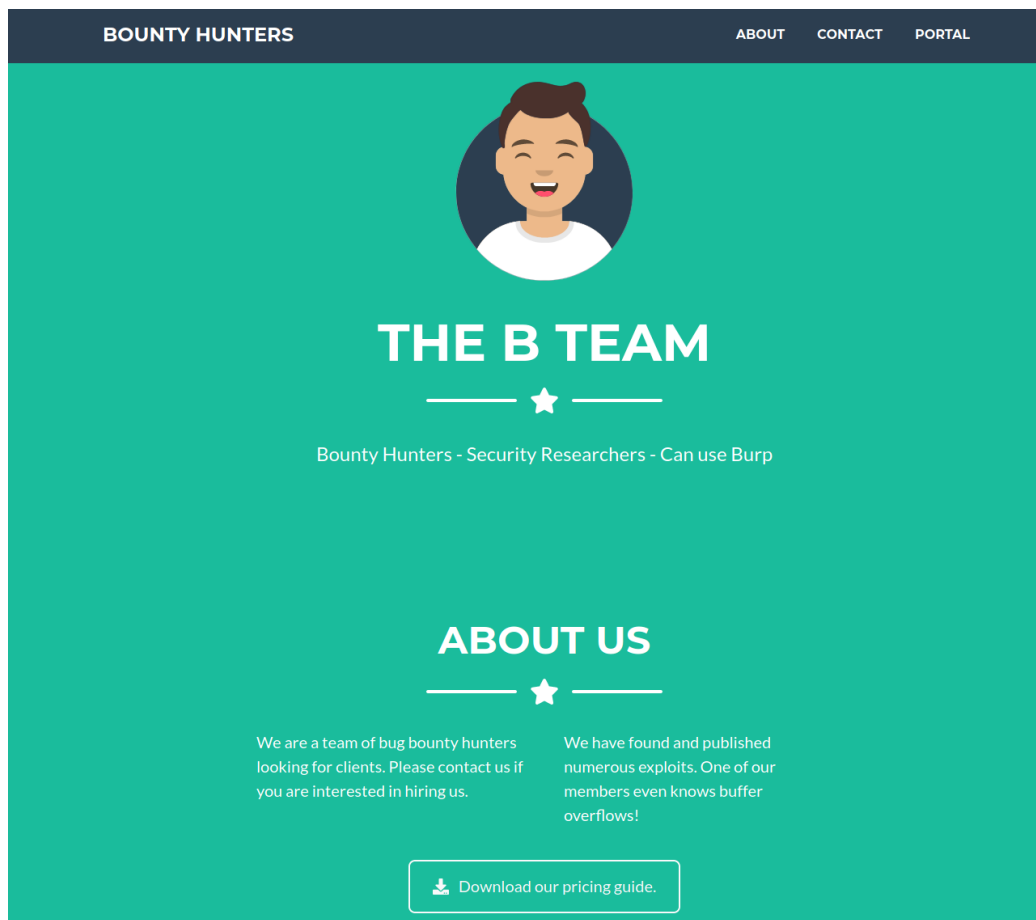 BOUNTY HUNTERS
ABOUT CONTACT PORTAL
THE B TEAM
Bounty Hunters - Security Researchers - Can use Burp
ABOUT US
We are a team of bug bounty hunters
looking for clients. Please contact us if
you are interested in hiring us.
We have found and published
numerous exploits. One of our
members even knows buffer
overflows!
Download our pricing guide.